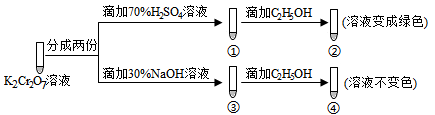 滴加70%H₂SO₄溶液 滴加C₂H₅OH
分成两份 ① ② (溶液变成绿色)
K₂Cr₂O₇溶液
滴加30%NaOH溶液 滴加C₂H₅OH
③ ④ (溶液不变色)